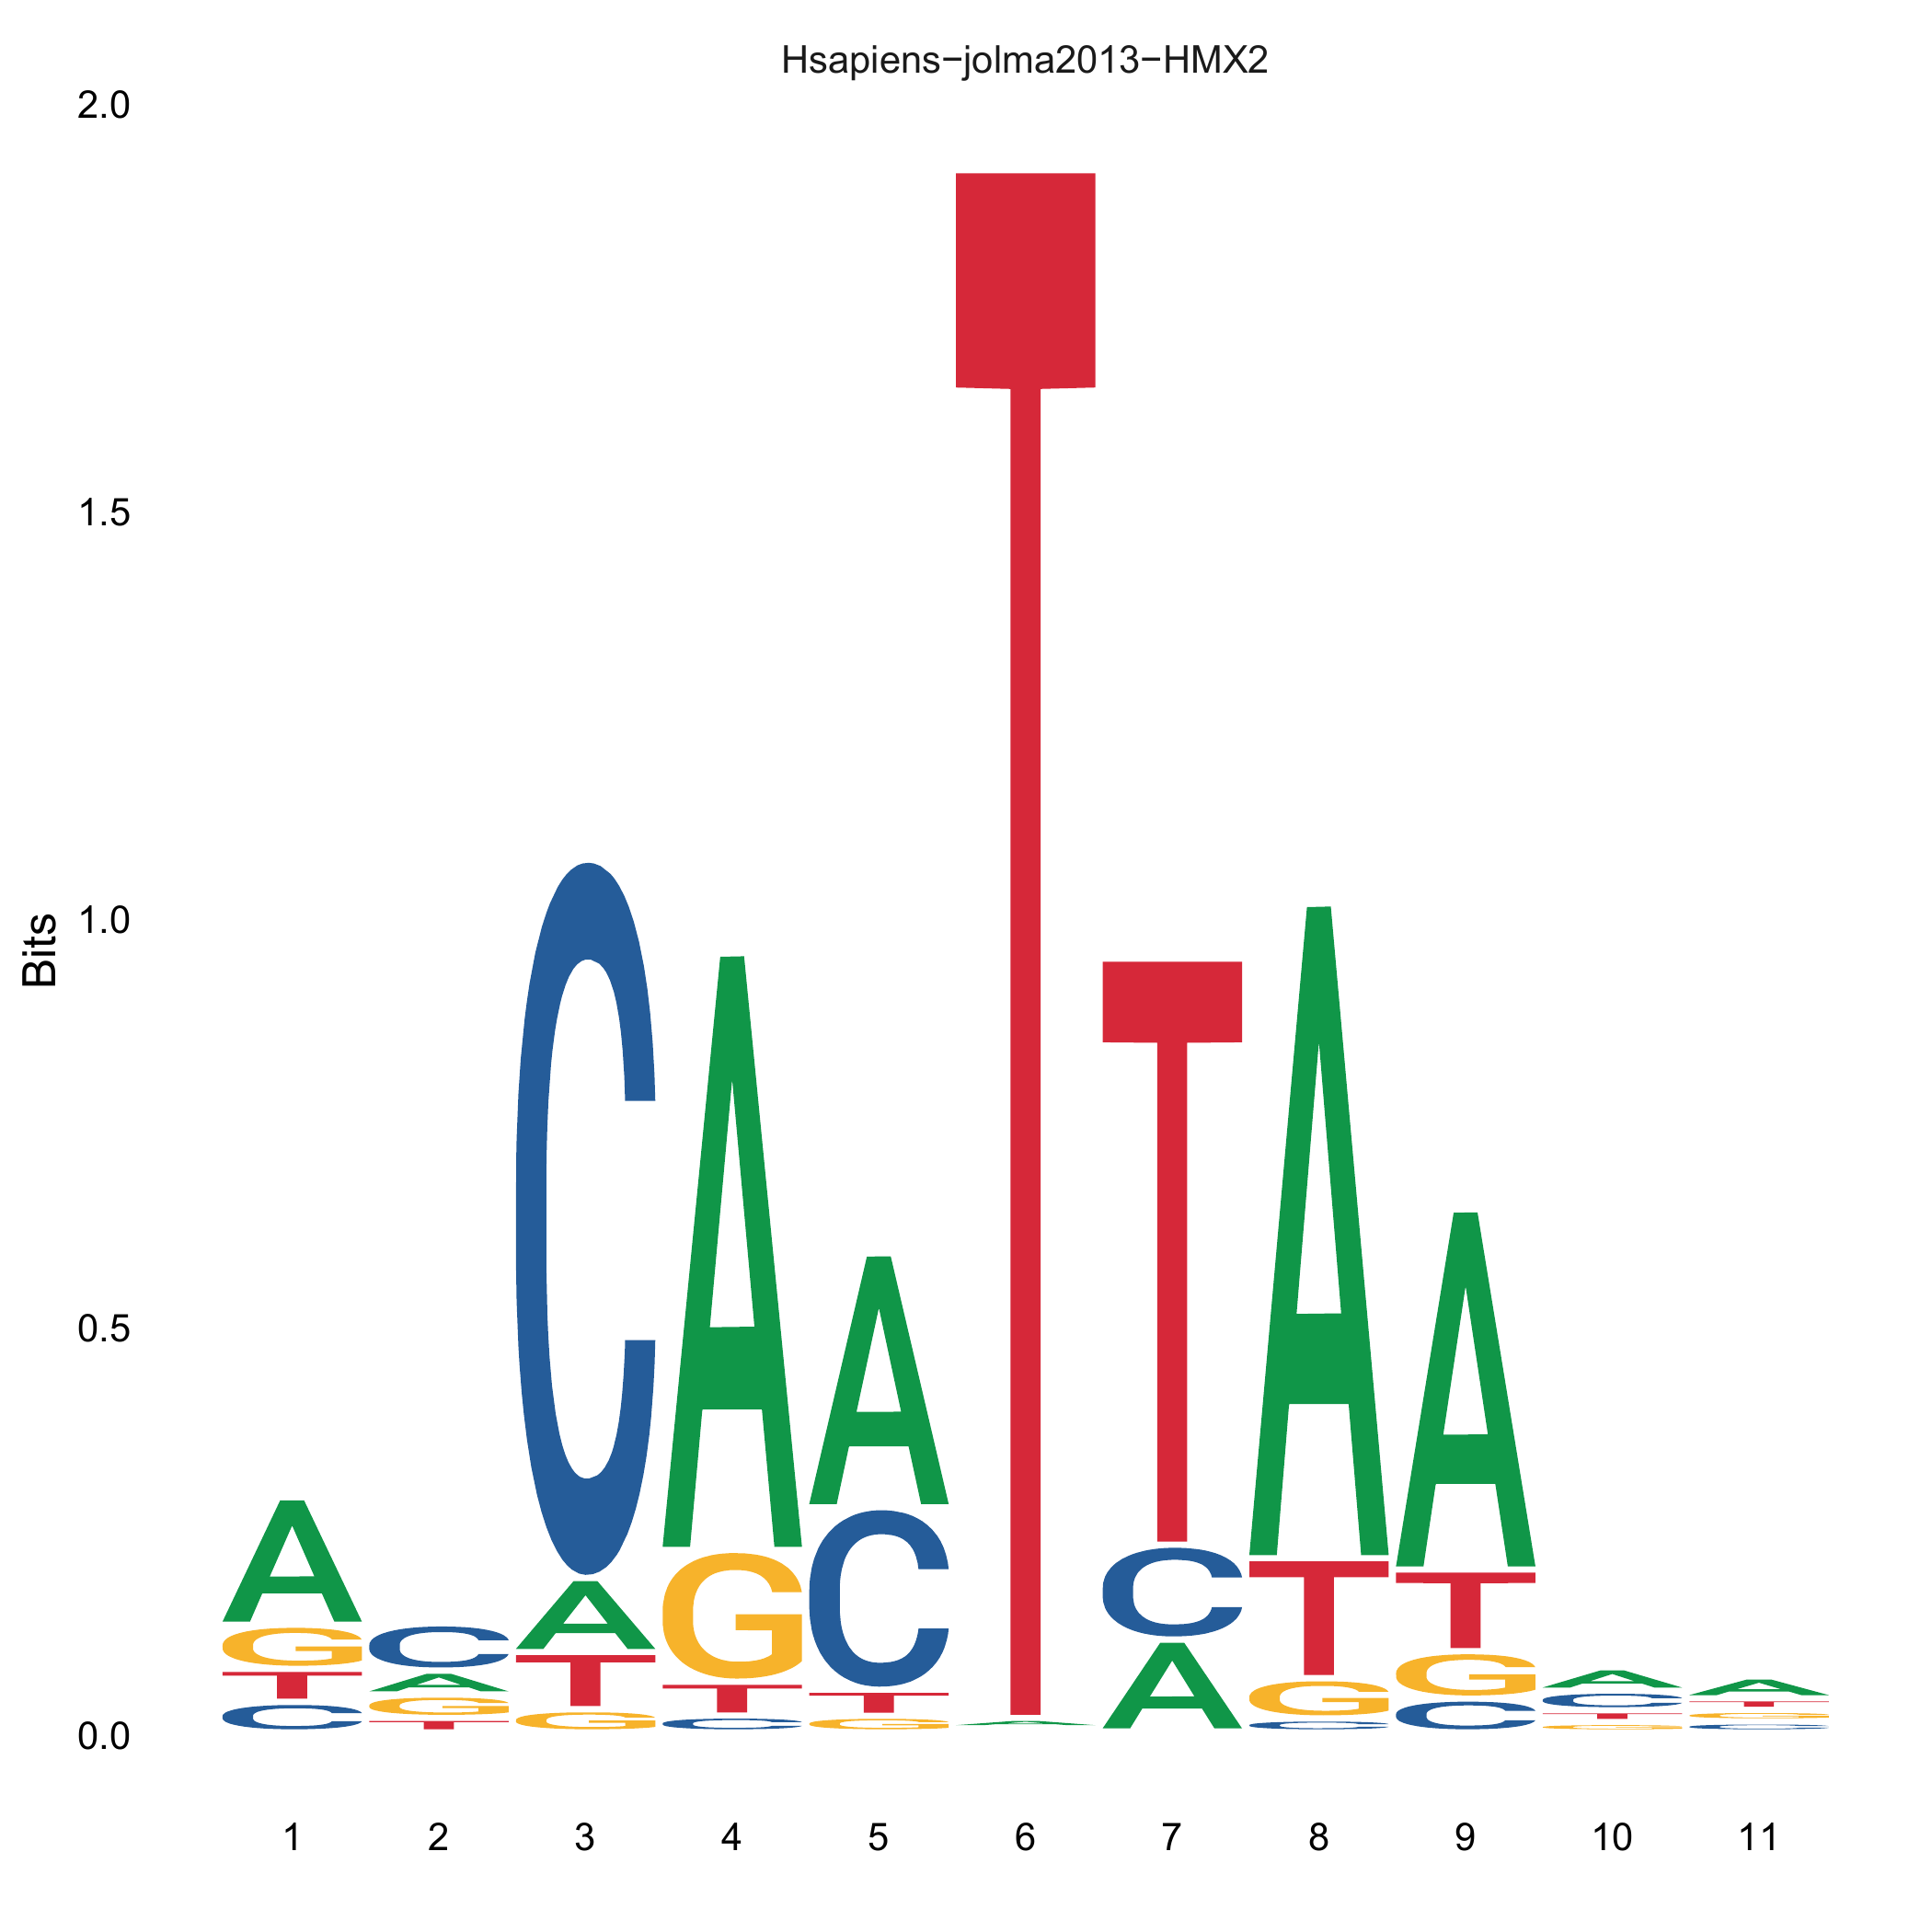 Hsapiens−jolma2013−HMX2
2.0
1.5
1.0
0.5
0.0
Bits
A G T C
C A G T
C A T G
A G T C
A C T G
T A
T C A
A T G C
A T G C
A C T G
A T G C
1 2 3 4 5 6 7 8 9 10 11